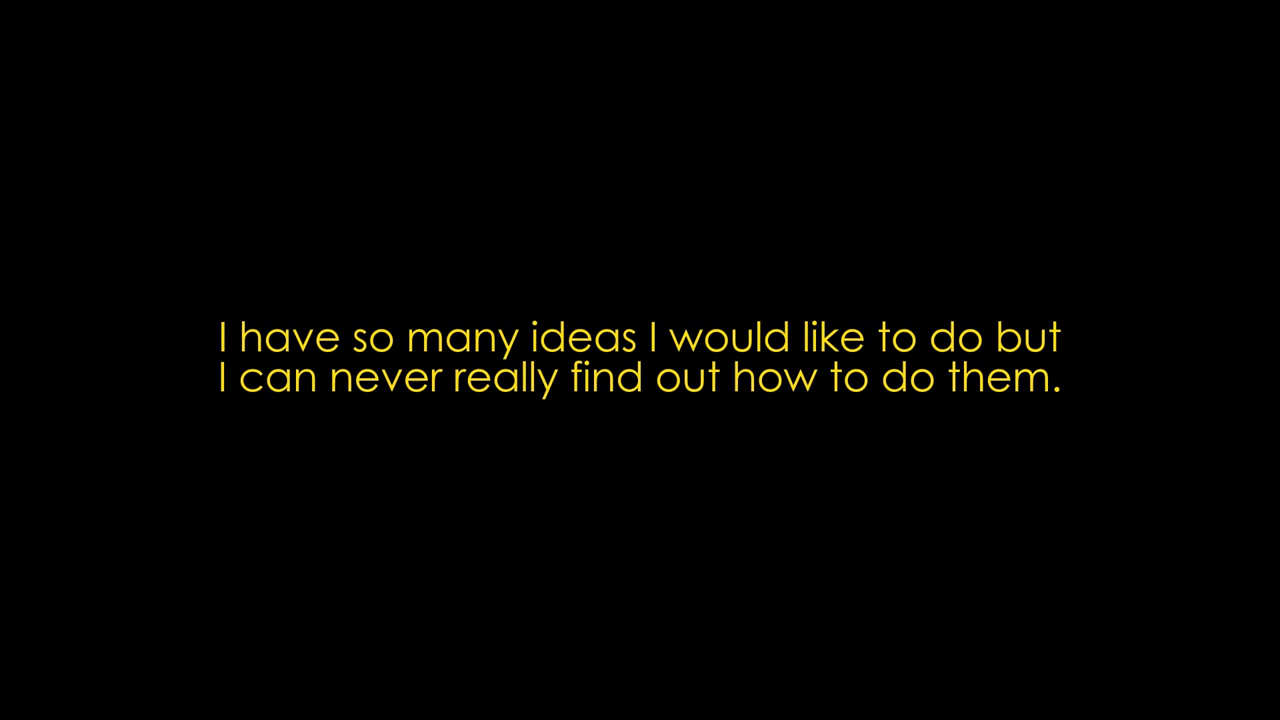 I have so many ideas I would like to do but
I can never really find out how to do them.